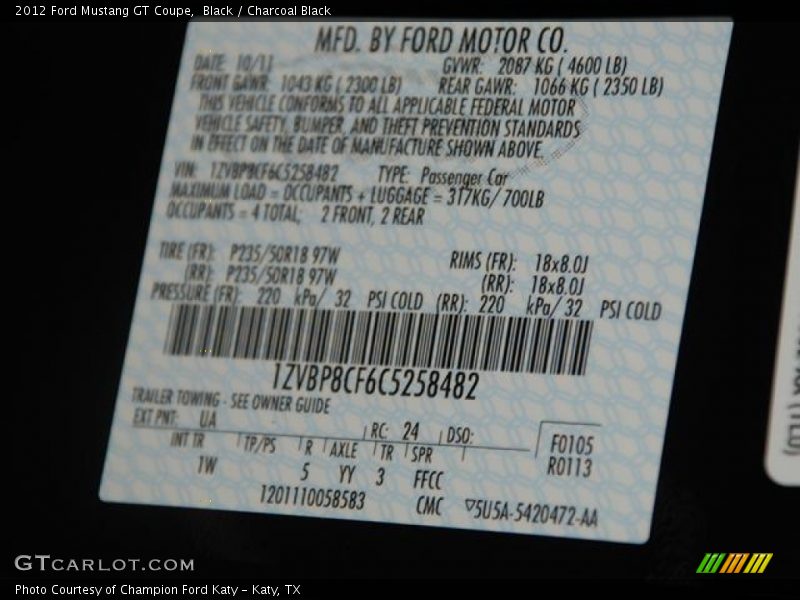 2012 Ford Mustang GT Coupe,  Black / Charcoal Black
MFD. BY FORD MOTOR CO.
DATE: 10/11 GVWR: 2087 KG ( 4600 LB)
FRONT GAWR: 1043 KG ( 2300 LB) REAR GAWR: 1066 KG ( 2350 LB)
THIS VEHICLE CONFORMS TO ALL APPLICABLE FEDERAL MOTOR
VEHICLE SAFETY, BUMPER, AND THEFT PREVENTION STANDARDS
IN EFFECT ON THE DATE OF MANUFACTURE SHOWN ABOVE.
VIN: 1ZVBP8CF6C5258482 TYPE: Passenger Car
MAXIMUM LOAD = OCCUPANTS + LUGGAGE = 317KG/ 700LB
OCCUPANTS = 4 TOTAL; 2 FRONT, 2 REAR
TIRE (FR): P235/50R18 97W RIMS (FR): 18x8.0J
(RR): P235/50R18 97W (RR): 18x8.0J
PRESSURE (FR): 220 kPa/ 32 PSI COLD (RR): 220 kPa/ 32 PSI COLD
1ZVBP8CF6C5258482
TRAILER TOWING - SEE OWNER GUIDE
EXT PNT: UA RC: 24 DSO: F0105
INT TR TP/PS R AXLE TR SPR R0113
1W 5 YY 3 FFCC
1201110058583 CMC ▽5U5A-5420472-AA
GTCARLOT.COM
Photo Courtesy of Champion Ford Katy – Katy, TX